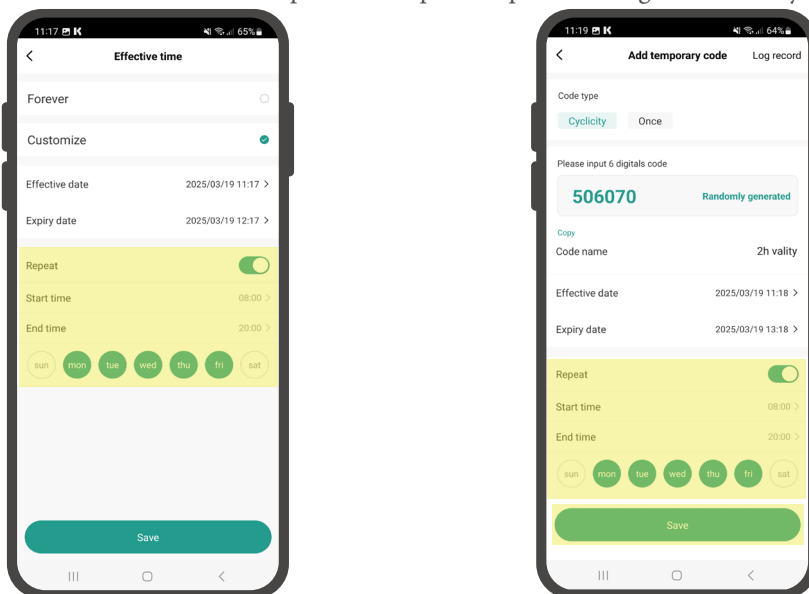 11:17 K 65%
Effective time
Forever
Customize
Effective date 2025/03/19 11:17 >
Expiry date 2025/03/19 12:17 >
Repeat
Start time 08:00 >
End time 20:00 >
sun mon tue wed thu fri sat
Save
11:19 K 64%
Add temporary code Log record
Code type
Cyclicity Once
Please input 6 digitals code
506070 Randomly generated
Copy
Code name 2h vality
Effective date 2025/03/19 11:18 >
Expiry date 2025/03/19 13:18 >
Repeat
Start time 08:00 >
End time 20:00 >
sun mon tue wed thu fri sat
Save